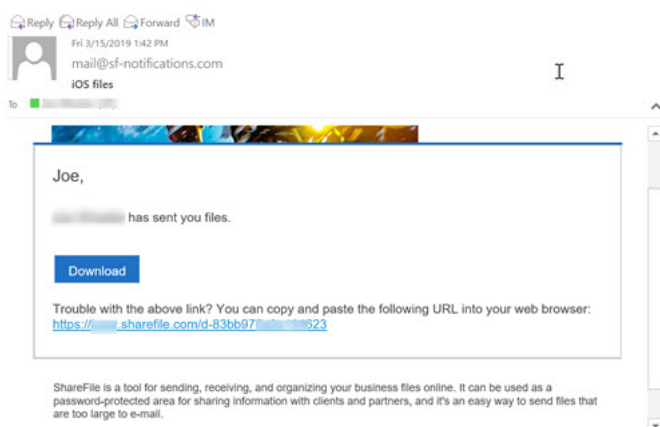 Reply Reply All Forward IM
Fri 3/15/2019 1:42 PM
mail@sf-notifications.com
iOS files
To
Joe,
has sent you files.
Download
Trouble with the above link? You can copy and paste the following URL into your web browser:
https:// .sharefile.com/d-83bb97 623
ShareFile is a tool for sending, receiving, and organizing your business files online. It can be used as a
password-protected area for sharing information with clients and partners, and it's an easy way to send files that
are too large to e-mail.